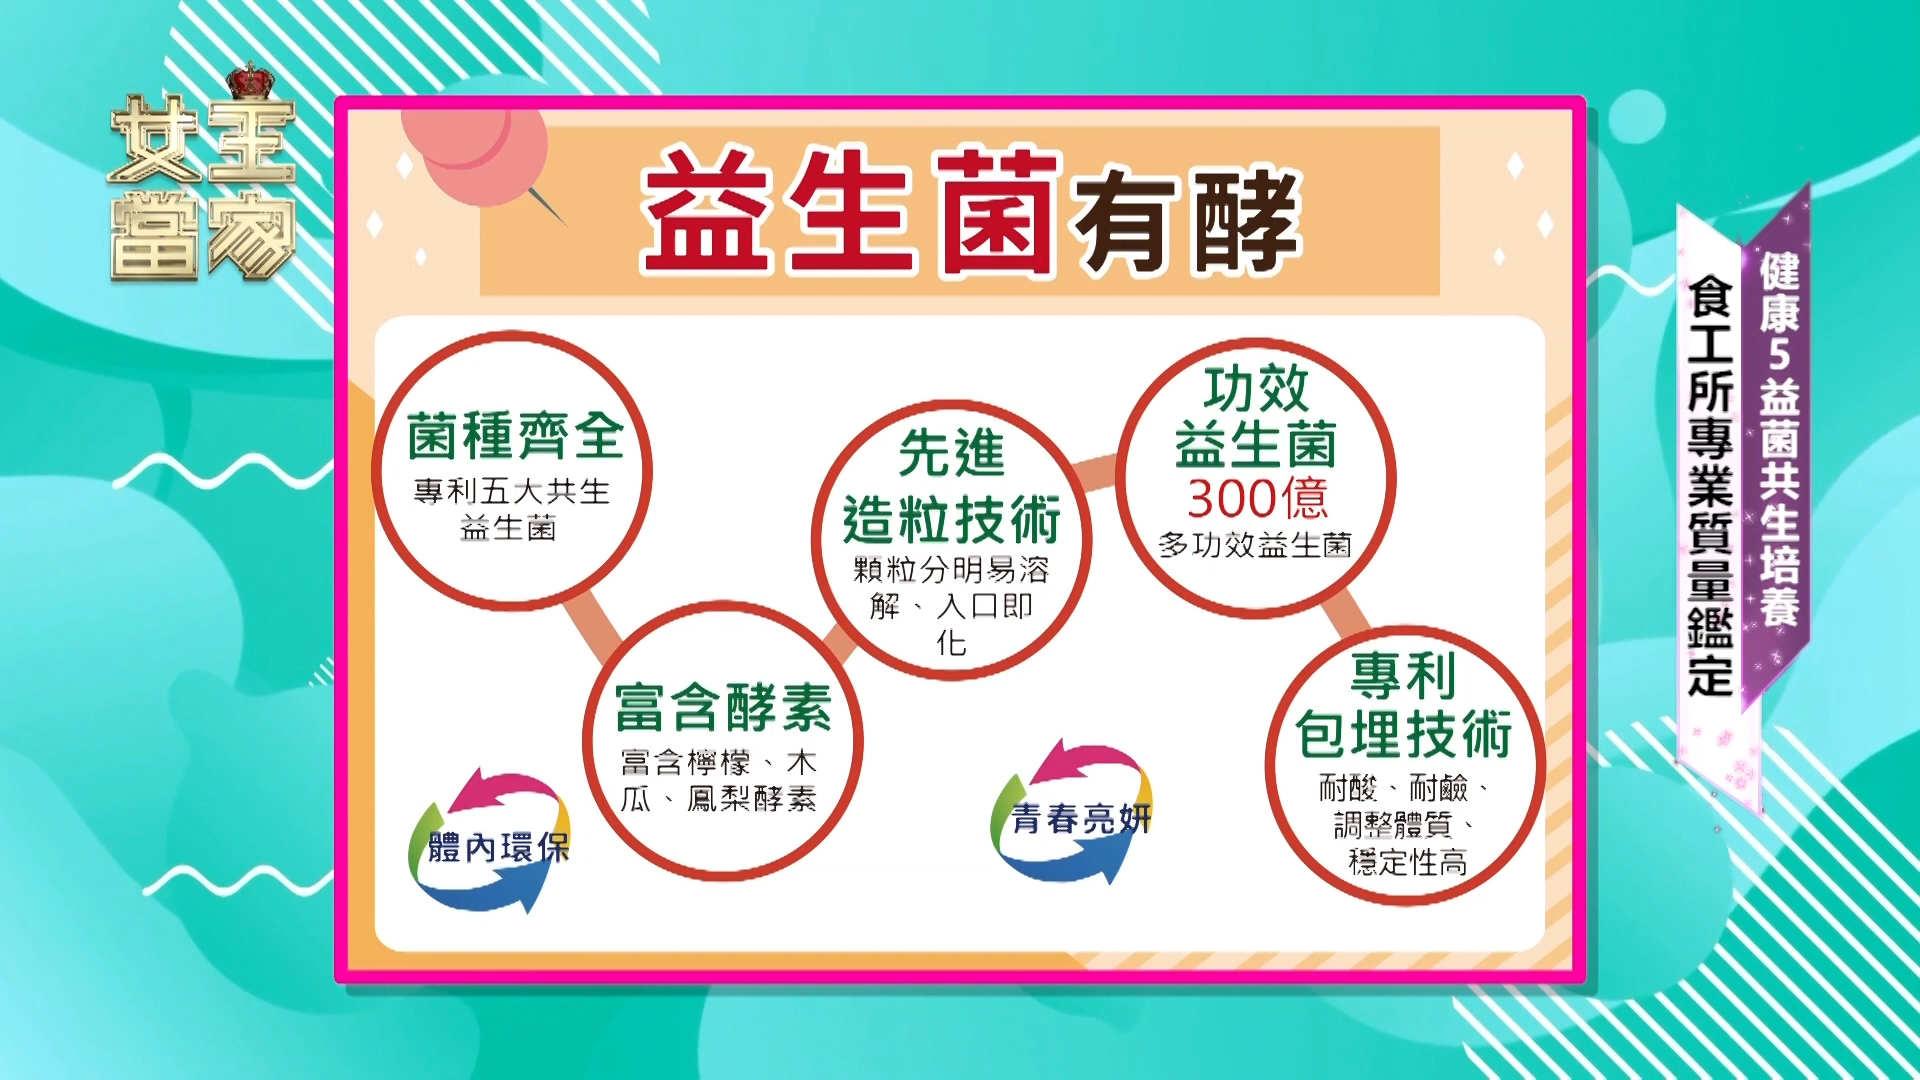 女王
當家
益生菌有酵
菌種齊全
專利五大共生
益生菌
富含酵素
富含檸檬、木
瓜、鳳梨酵素
先進
造粒技術
顆粒分明易溶
解、入口即
化
功效
益生菌
300億
多功效益生菌
專利
包埋技術
耐酸、耐鹼、
調整體質、
穩定性高
體內環保
青春亮妍
健康5益菌共生培養
食工所專業質量鑑定